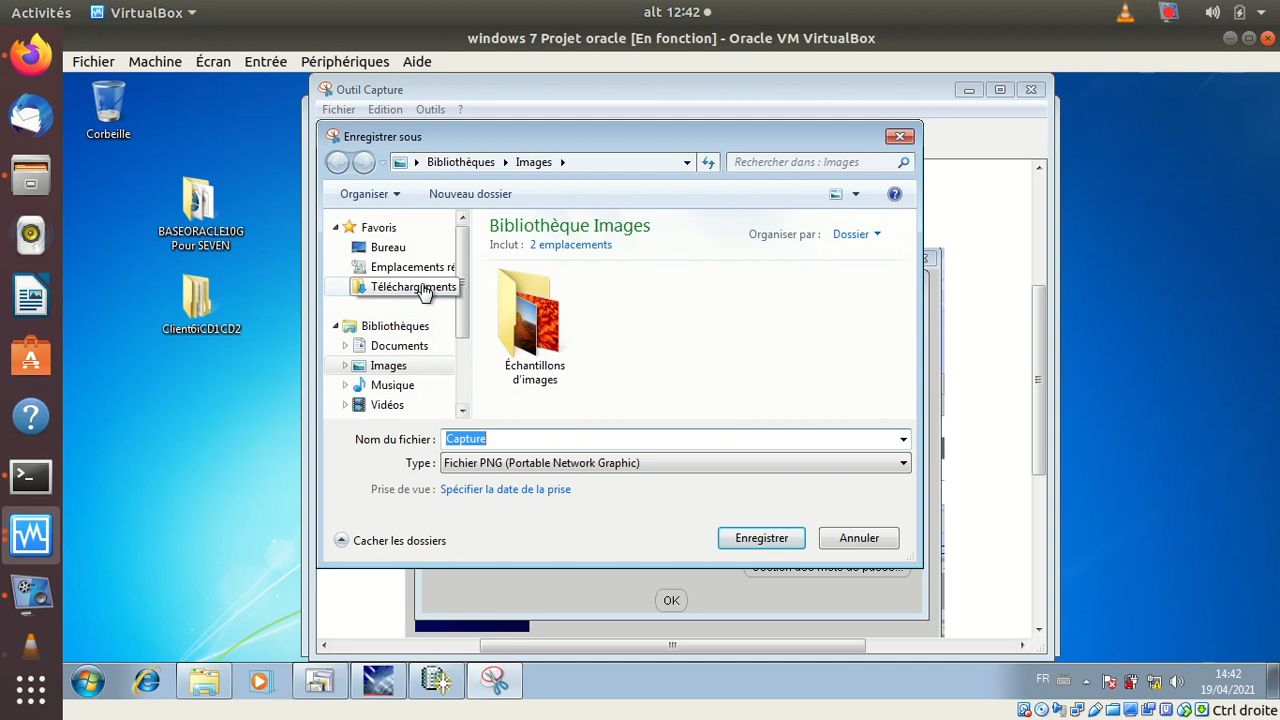 Activités VirtualBox alt 12:42
windows 7 Projet oracle [En fonction] - Oracle VM VirtualBox
Fichier Machine Écran Entrée Périphériques Aide
Corbeille
BASEORACLE10G
Pour SEVEN
Client6iCD1CD2
Outil Capture
Fichier Edition Outils ?
Enregistrer sous
Bibliothèques Images Rechercher dans : Images
Organiser Nouveau dossier
Favoris
Bureau
Emplacements ré
Téléchargements
Bibliothèques
Documents
Images
Musique
Vidéos
Bibliothèque Images
Inclut : 2 emplacements
Organiser par : Dossier
Échantillons
d'images
Nom du fichier : Capture
Type : Fichier PNG (Portable Network Graphic)
Prise de vue : Spécifier la date de la prise
Cacher les dossiers Enregistrer Annuler
OK
FR 14:42
19/04/2021
Ctrl droite